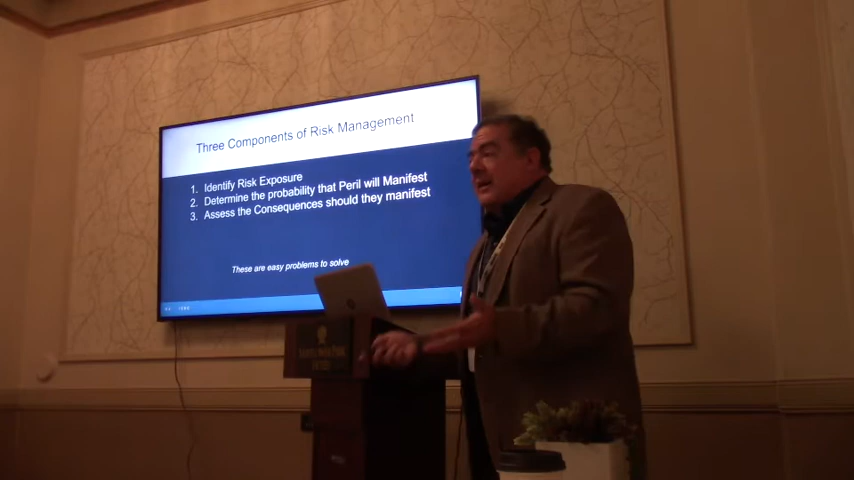 Three Components of Risk Management
1. Identify Risk Exposure
2. Determine the probability that Peril will Manifest
3. Assess the Consequences should they manifest
These are easy problems to solve